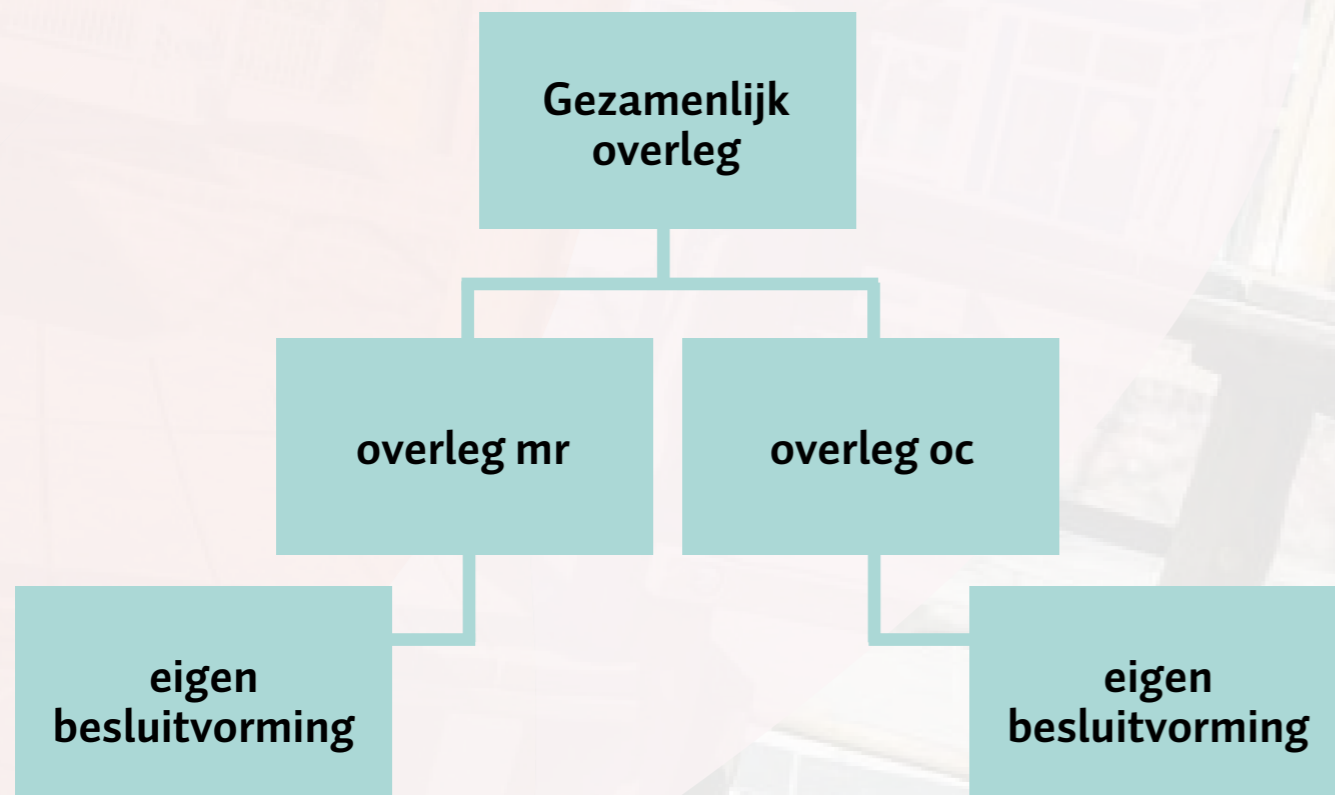 Gezamenlijk
overleg
overleg mr
overleg oc
eigen
besluitvorming
eigen
besluitvorming